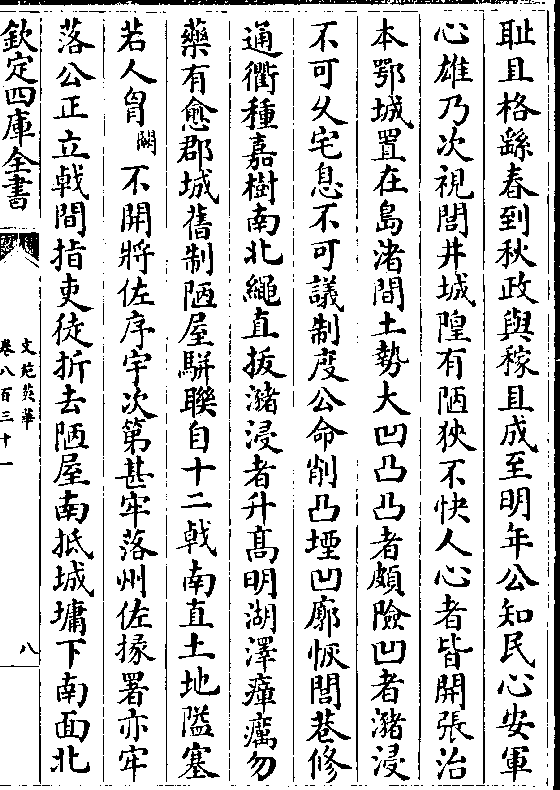 耻且格繇春到秋政與稼且成至明年公知民心安軍
心雄乃次視閭井城隍有陋狹不快人心者皆開張治
本鄂城置在島渚間土勢大凹凸凸者頗險凹者瀦浸
不可久宅息不可議制度公命削凸堙凹廓恢閭巷修
通衢種嘉樹南北繩直拔瀦浸者升髙明湖澤瘴癘勿
藥有愈郡城舊制陋屋駢聯自十二㦸南直土地隘塞
若人胷闕不開將佐序宇次第甚牢落州佐掾署亦牢
落公正立㦸間指吏徒折去陋屋南抵城墉下南面北
欽定四庫全書
文苑英華
卷八百三十一
八